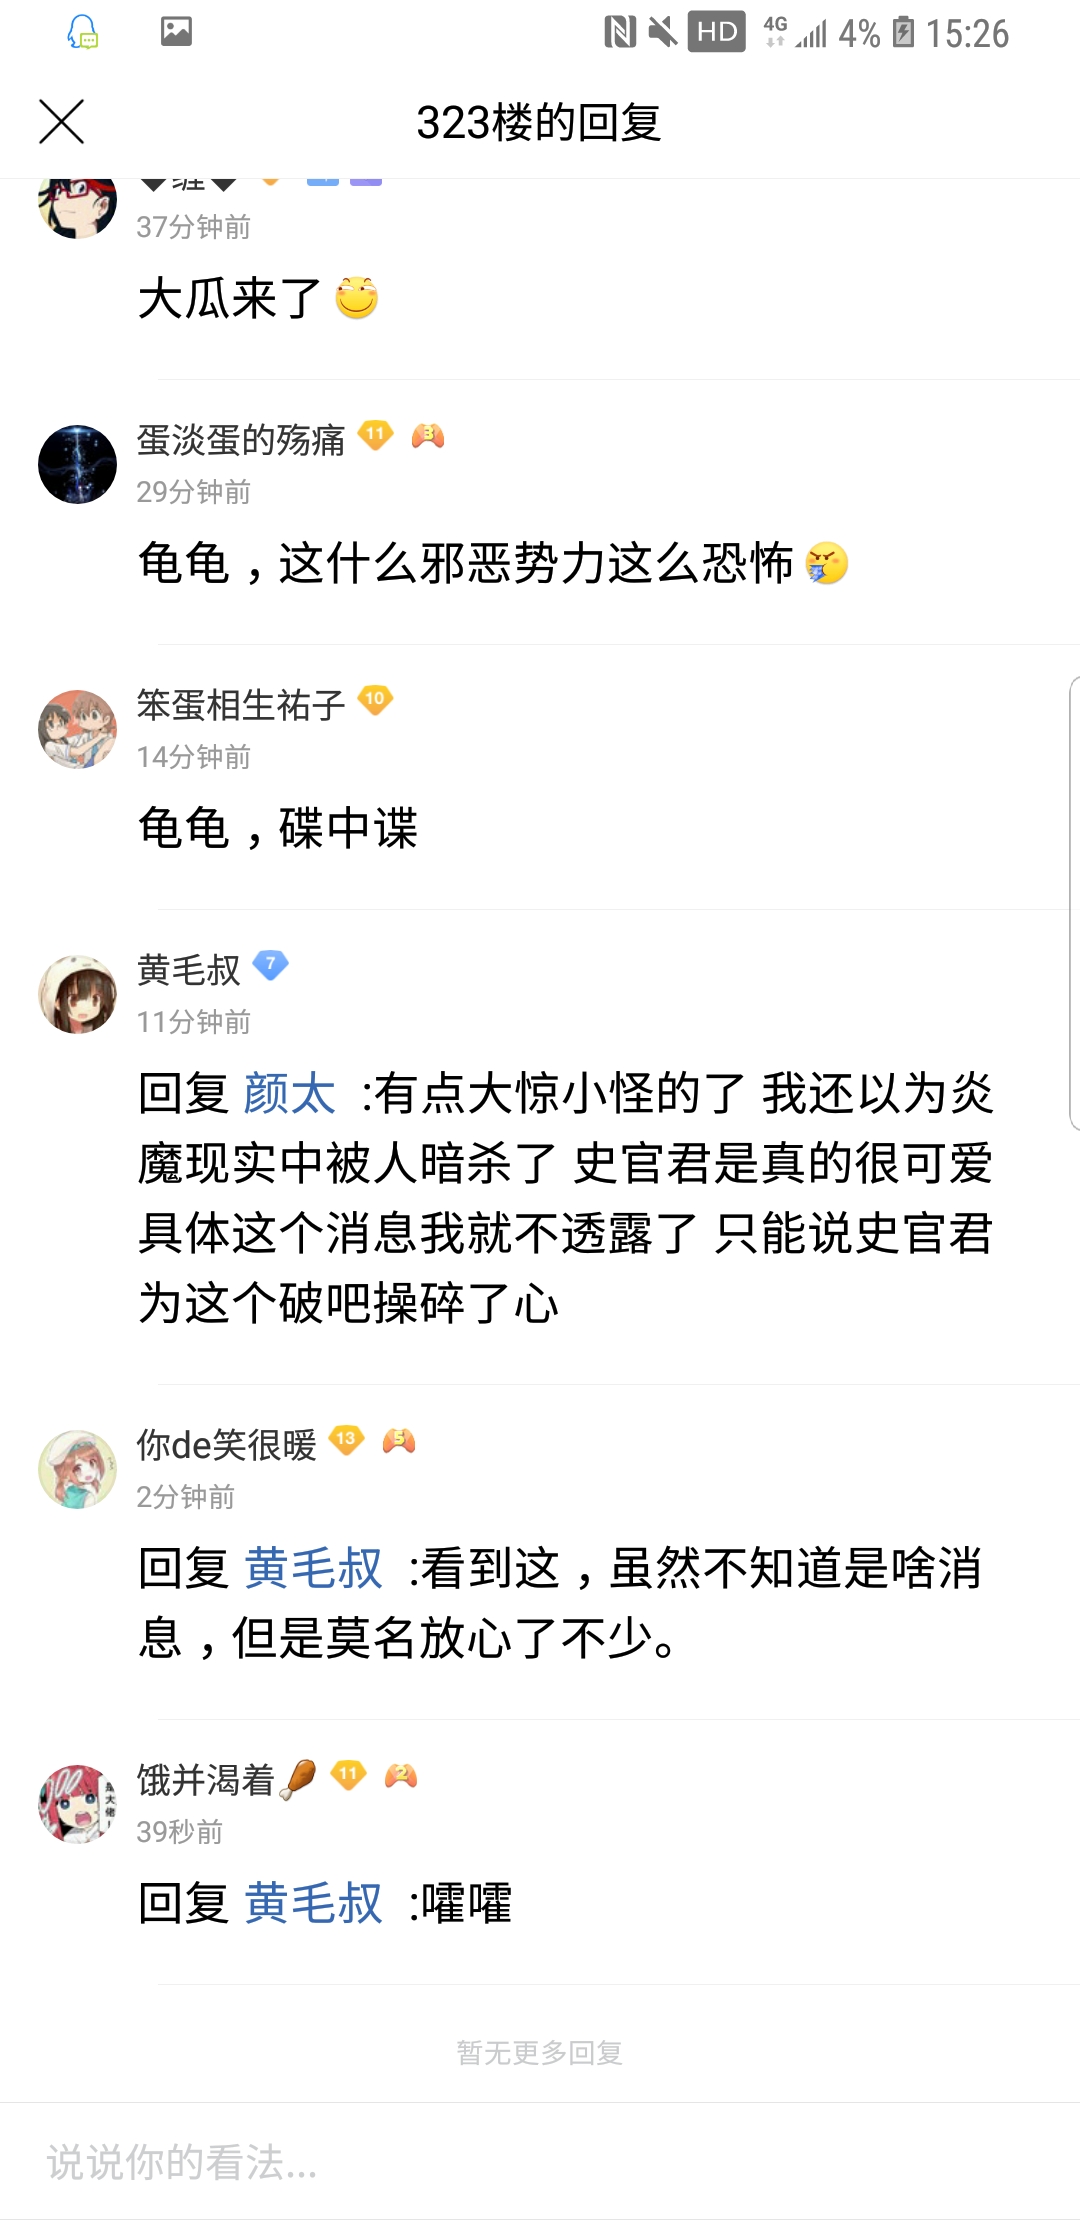 HD 4G 4% 15:26
323楼的回复
37分钟前
大瓜来了
蛋淡蛋的殇痛 11 3
29分钟前
龟龟，这什么邪恶势力这么恐怖
笨蛋相生祐子 10
14分钟前
龟龟，碟中谍
黄毛叔 7
11分钟前
回复 颜太 :有点大惊小怪的了 我还以为炎
魔现实中被人暗杀了 史官君是真的很可爱
具体这个消息我就不透露了 只能说史官君
为这个破吧操碎了心
你de笑很暖 13 5
2分钟前
回复 黄毛叔 :看到这，虽然不知道是啥消
息，但是莫名放心了不少。
饿并渴着🍗 11 2
39秒前
回复 黄毛叔 :嚯嚯
暂无更多回复
说说你的看法...